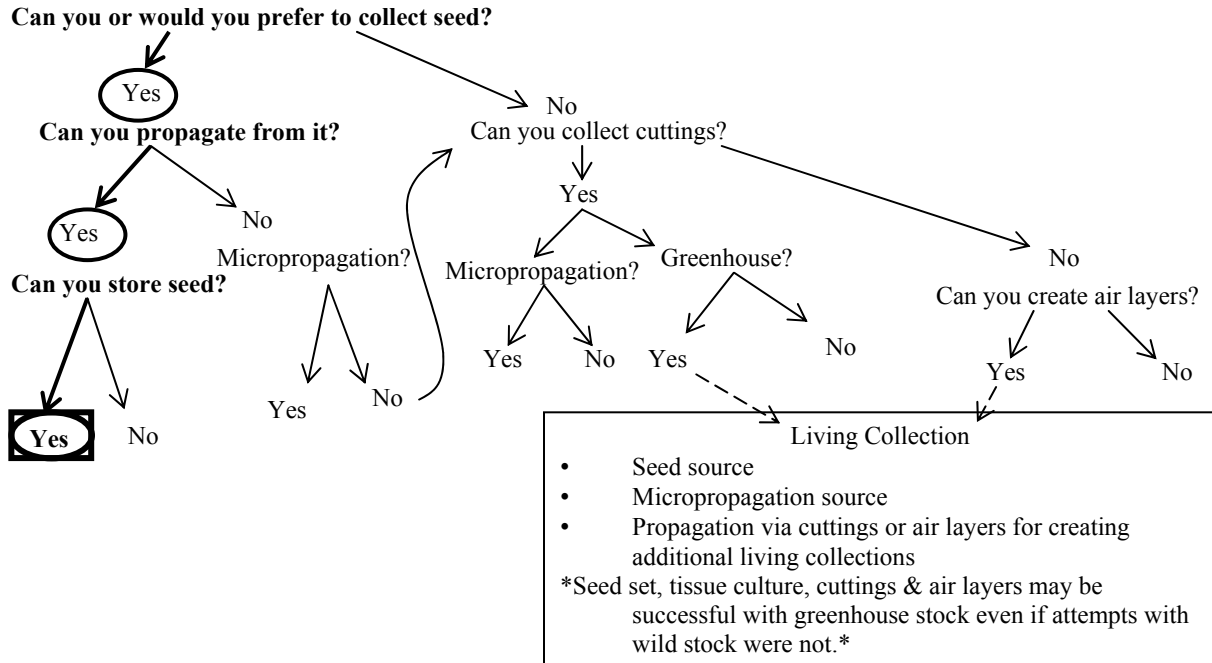 Can you or would you prefer to collect seed?
Yes
No
Can you propagate from it?
Can you collect cuttings?
Yes
No
Yes
Micropropagation?
Micropropagation?
Greenhouse?
No
Can you store seed?
Can you create air layers?
Yes
No
Yes
No
Yes
No
Yes
No
Yes
No
Living Collection
• Seed source
• Micropropagation source
• Propagation via cuttings or air layers for creating
additional living collections
*Seed set, tissue culture, cuttings & air layers may be
successful with greenhouse stock even if attempts with
wild stock were not.*